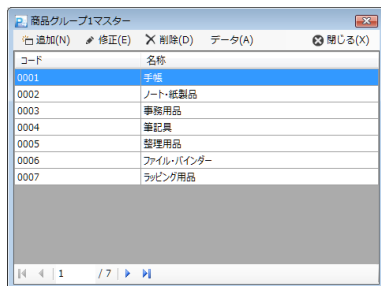 商品グループ1マスター
追加(N) 修正(E) 削除(D) データ(A) 閉じる(X)
コード 名称
0001 手帳
0002 ノート・紙製品
0003 事務用品
0004 筆記具
0005 整理用品
0006 ファイル・バインダー
0007 ラッピング用品
1 / 7